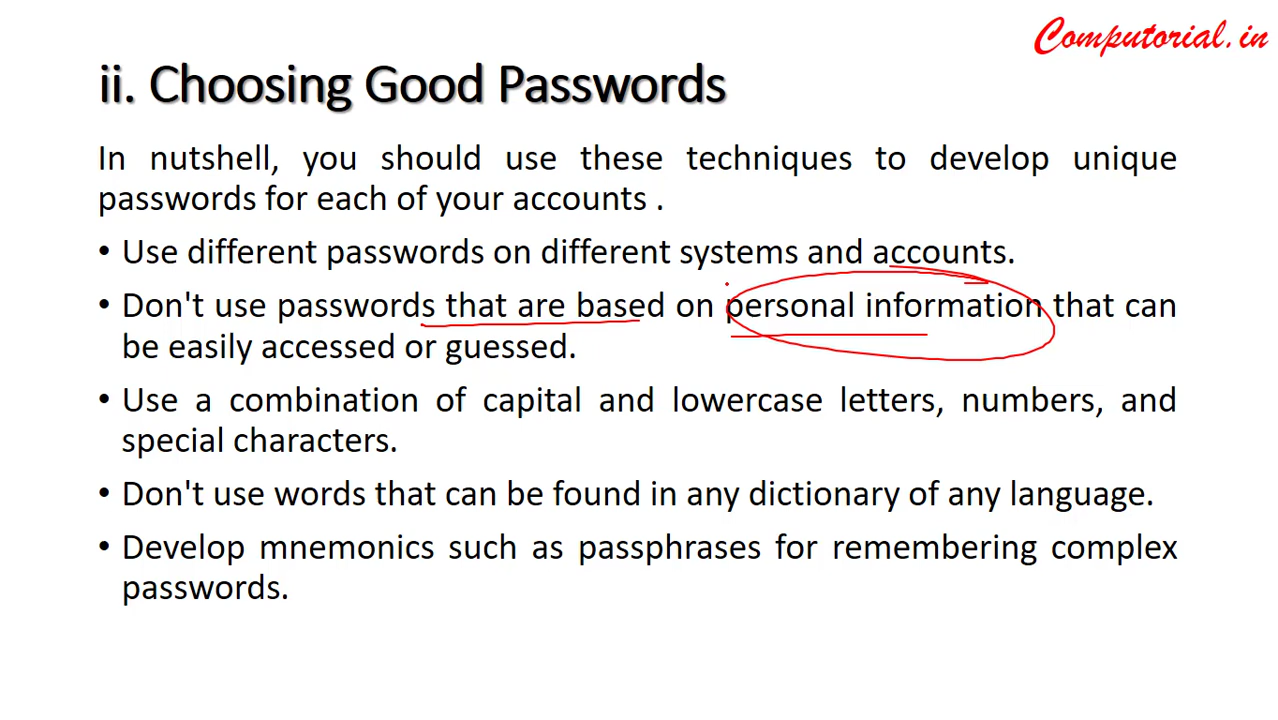 Computorial.in
ii. Choosing Good Passwords
In nutshell, you should use these techniques to develop unique
passwords for each of your accounts .
• Use different passwords on different systems and accounts.
• Don't use passwords that are based on personal information that can
be easily accessed or guessed.
• Use a combination of capital and lowercase letters, numbers, and
special characters.
• Don't use words that can be found in any dictionary of any language.
• Develop mnemonics such as passphrases for remembering complex
passwords.